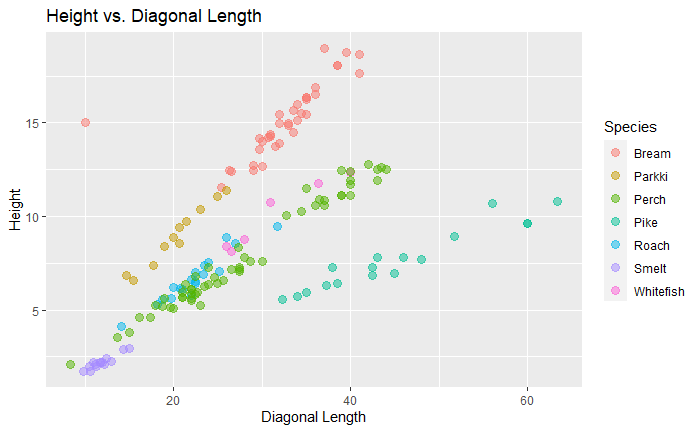 Height vs. Diagonal Length
Height
15
10
5
20
40
60
Diagonal Length
Species
Bream
Parkki
Perch
Pike
Roach
Smelt
Whitefish